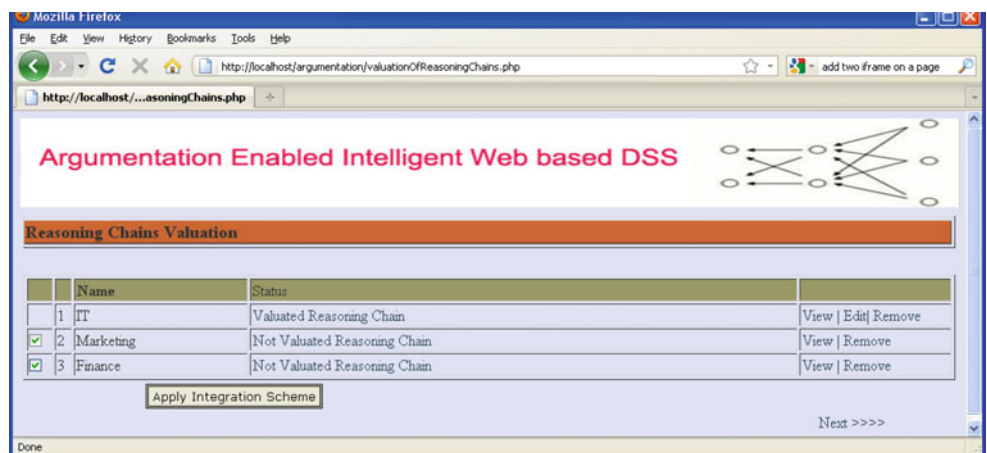 Mozilla Firefox
File Edit View History Bookmarks Tools Help
http://localhost/argumentation/valuationOfReasoningChains.php add two iframe on a page
http://localhost/...asoningChains.php
Argumentation Enabled Intelligent Web based DSS
Reasoning Chains Valuation
Name Status
1 IT Valuated Reasoning Chain View | Edit| Remove
2 Marketing Not Valuated Reasoning Chain View | Remove
3 Finance Not Valuated Reasoning Chain View | Remove
Apply Integration Scheme
Next >>>>
Done